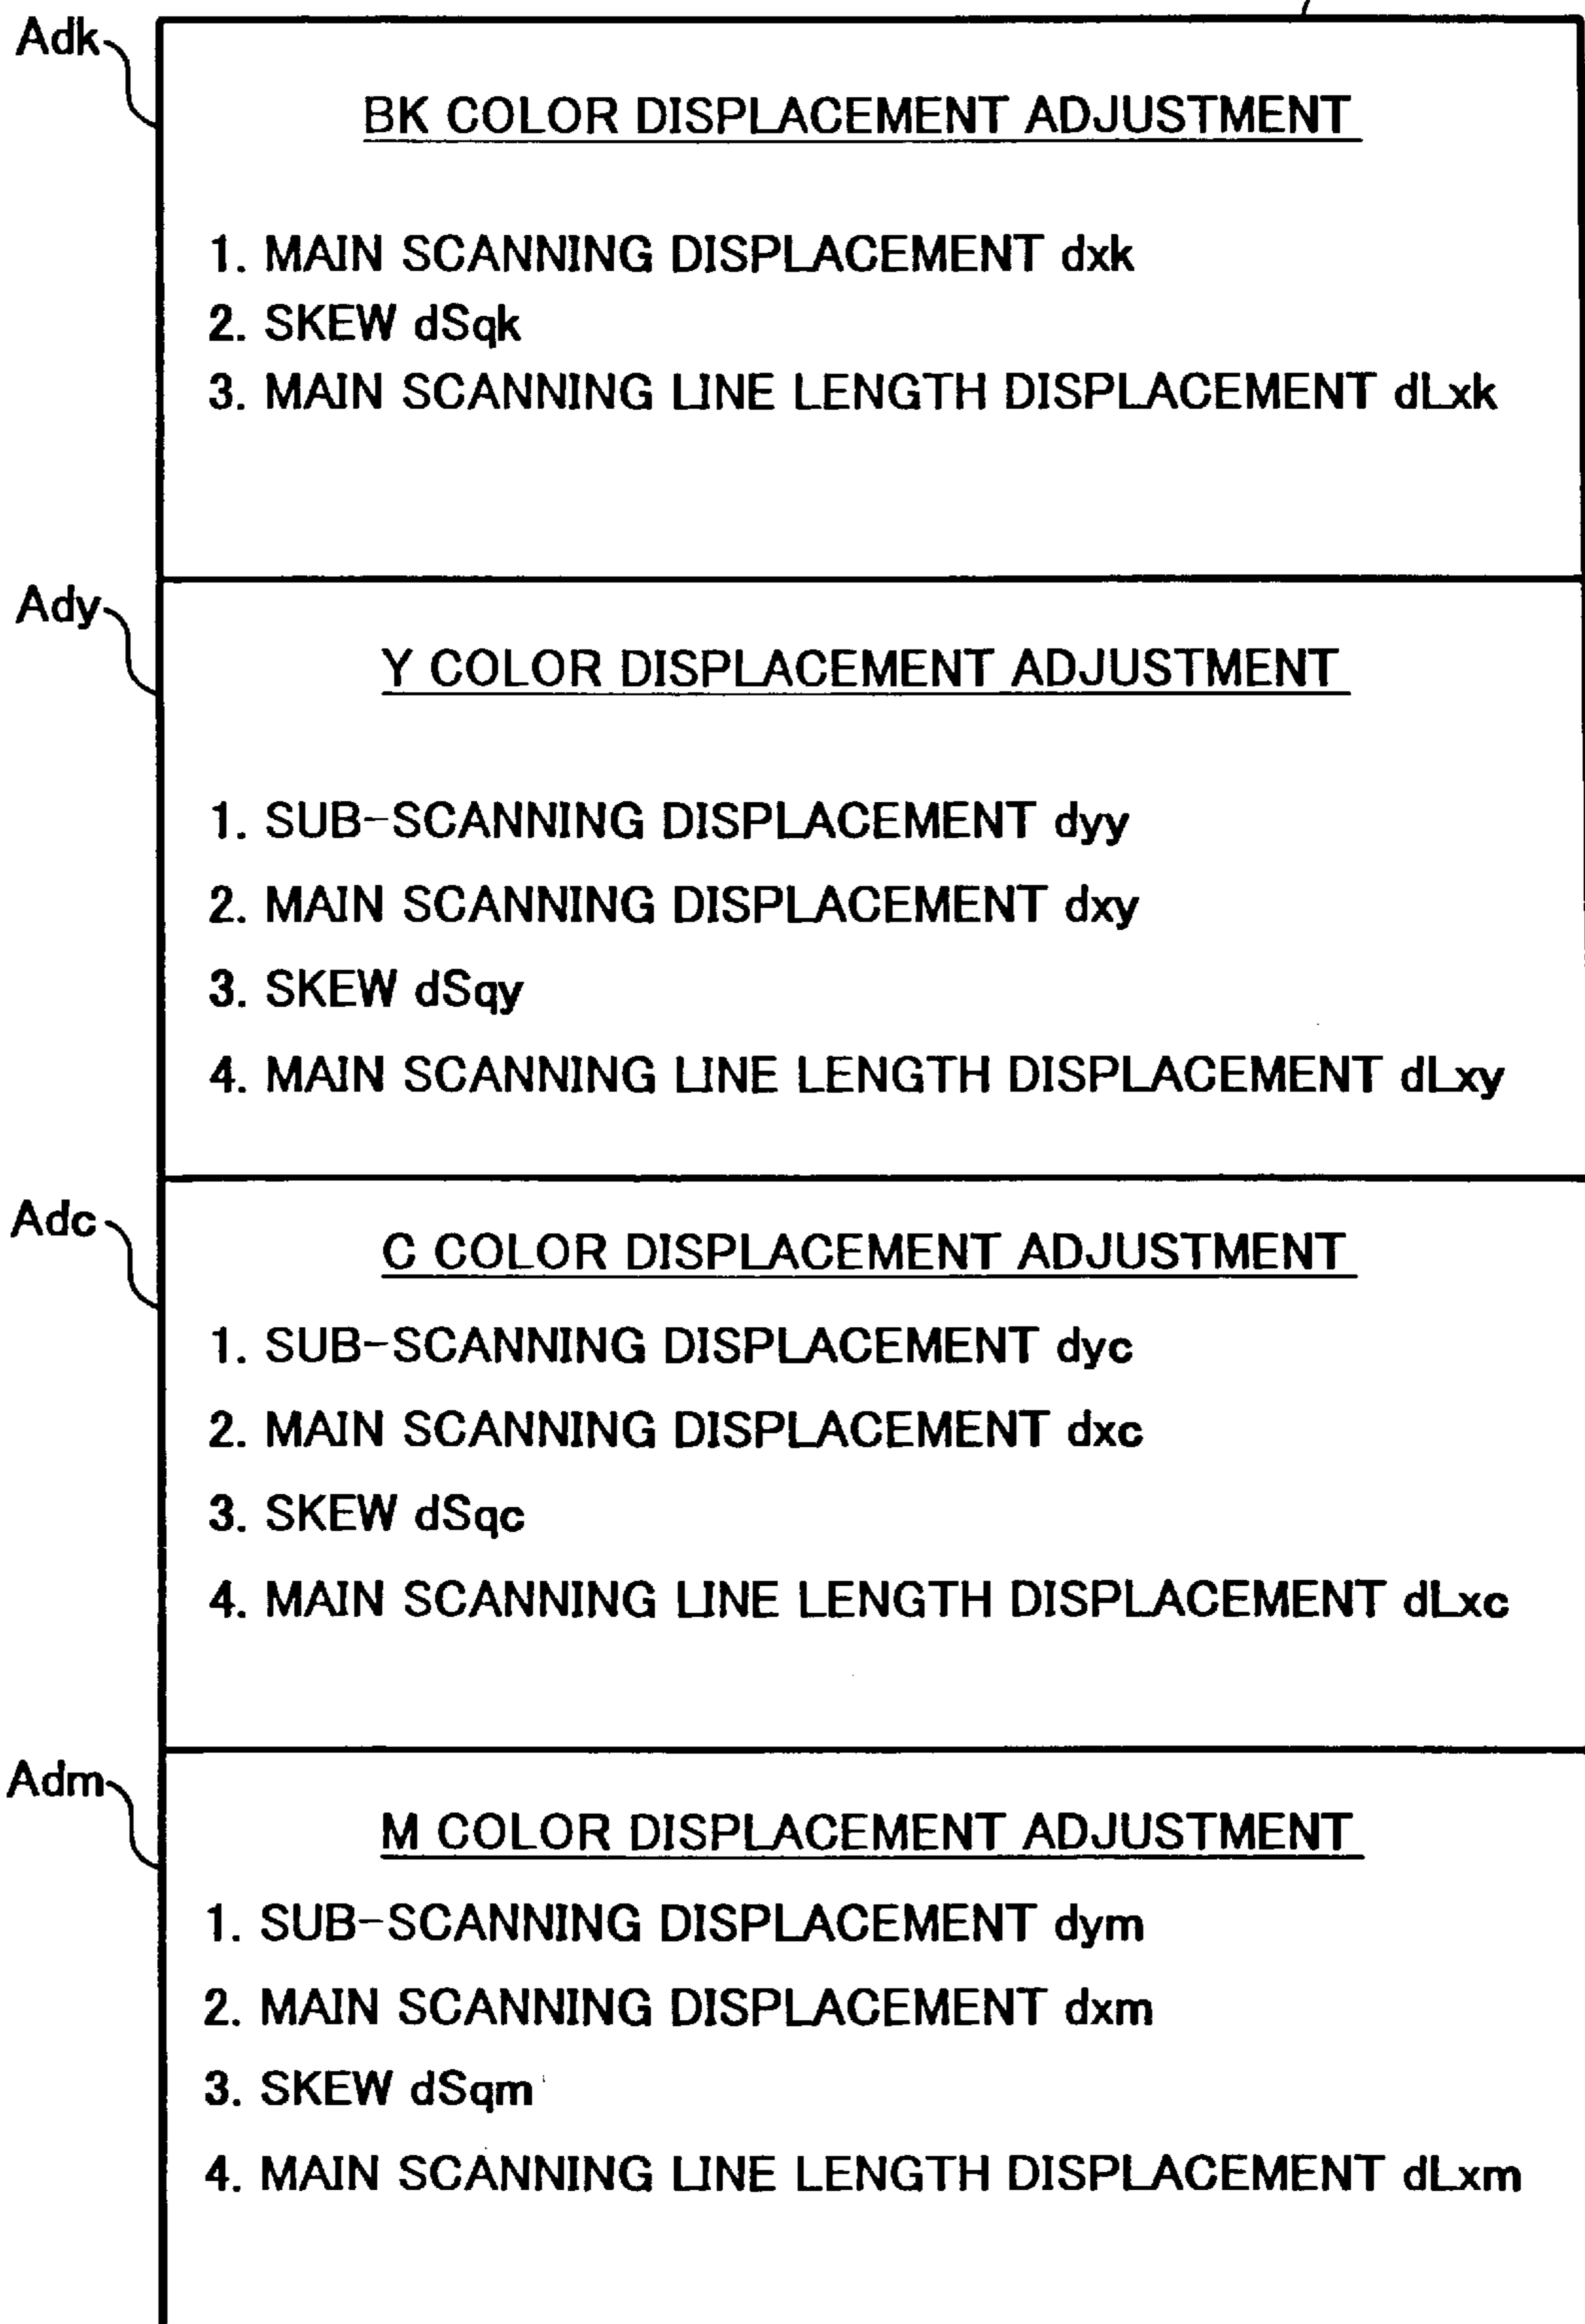 Adk
BK COLOR DISPLACEMENT ADJUSTMENT
1. MAIN SCANNING DISPLACEMENT dxk
2. SKEW dSqk
3. MAIN SCANNING LINE LENGTH DISPLACEMENT dLxk
Ady
Y COLOR DISPLACEMENT ADJUSTMENT
1. SUB-SCANNING DISPLACEMENT dyy
2. MAIN SCANNING DISPLACEMENT dxy
3. SKEW dSqy
4. MAIN SCANNING LINE LENGTH DISPLACEMENT dLxy
Adc
C COLOR DISPLACEMENT ADJUSTMENT
1. SUB-SCANNING DISPLACEMENT dyc
2. MAIN SCANNING DISPLACEMENT dxc
3. SKEW dSqc
4. MAIN SCANNING LINE LENGTH DISPLACEMENT dLxc
Adm
M COLOR DISPLACEMENT ADJUSTMENT
1. SUB-SCANNING DISPLACEMENT dym
2. MAIN SCANNING DISPLACEMENT dxm
3. SKEW dSqm
4. MAIN SCANNING LINE LENGTH DISPLACEMENT dLxm